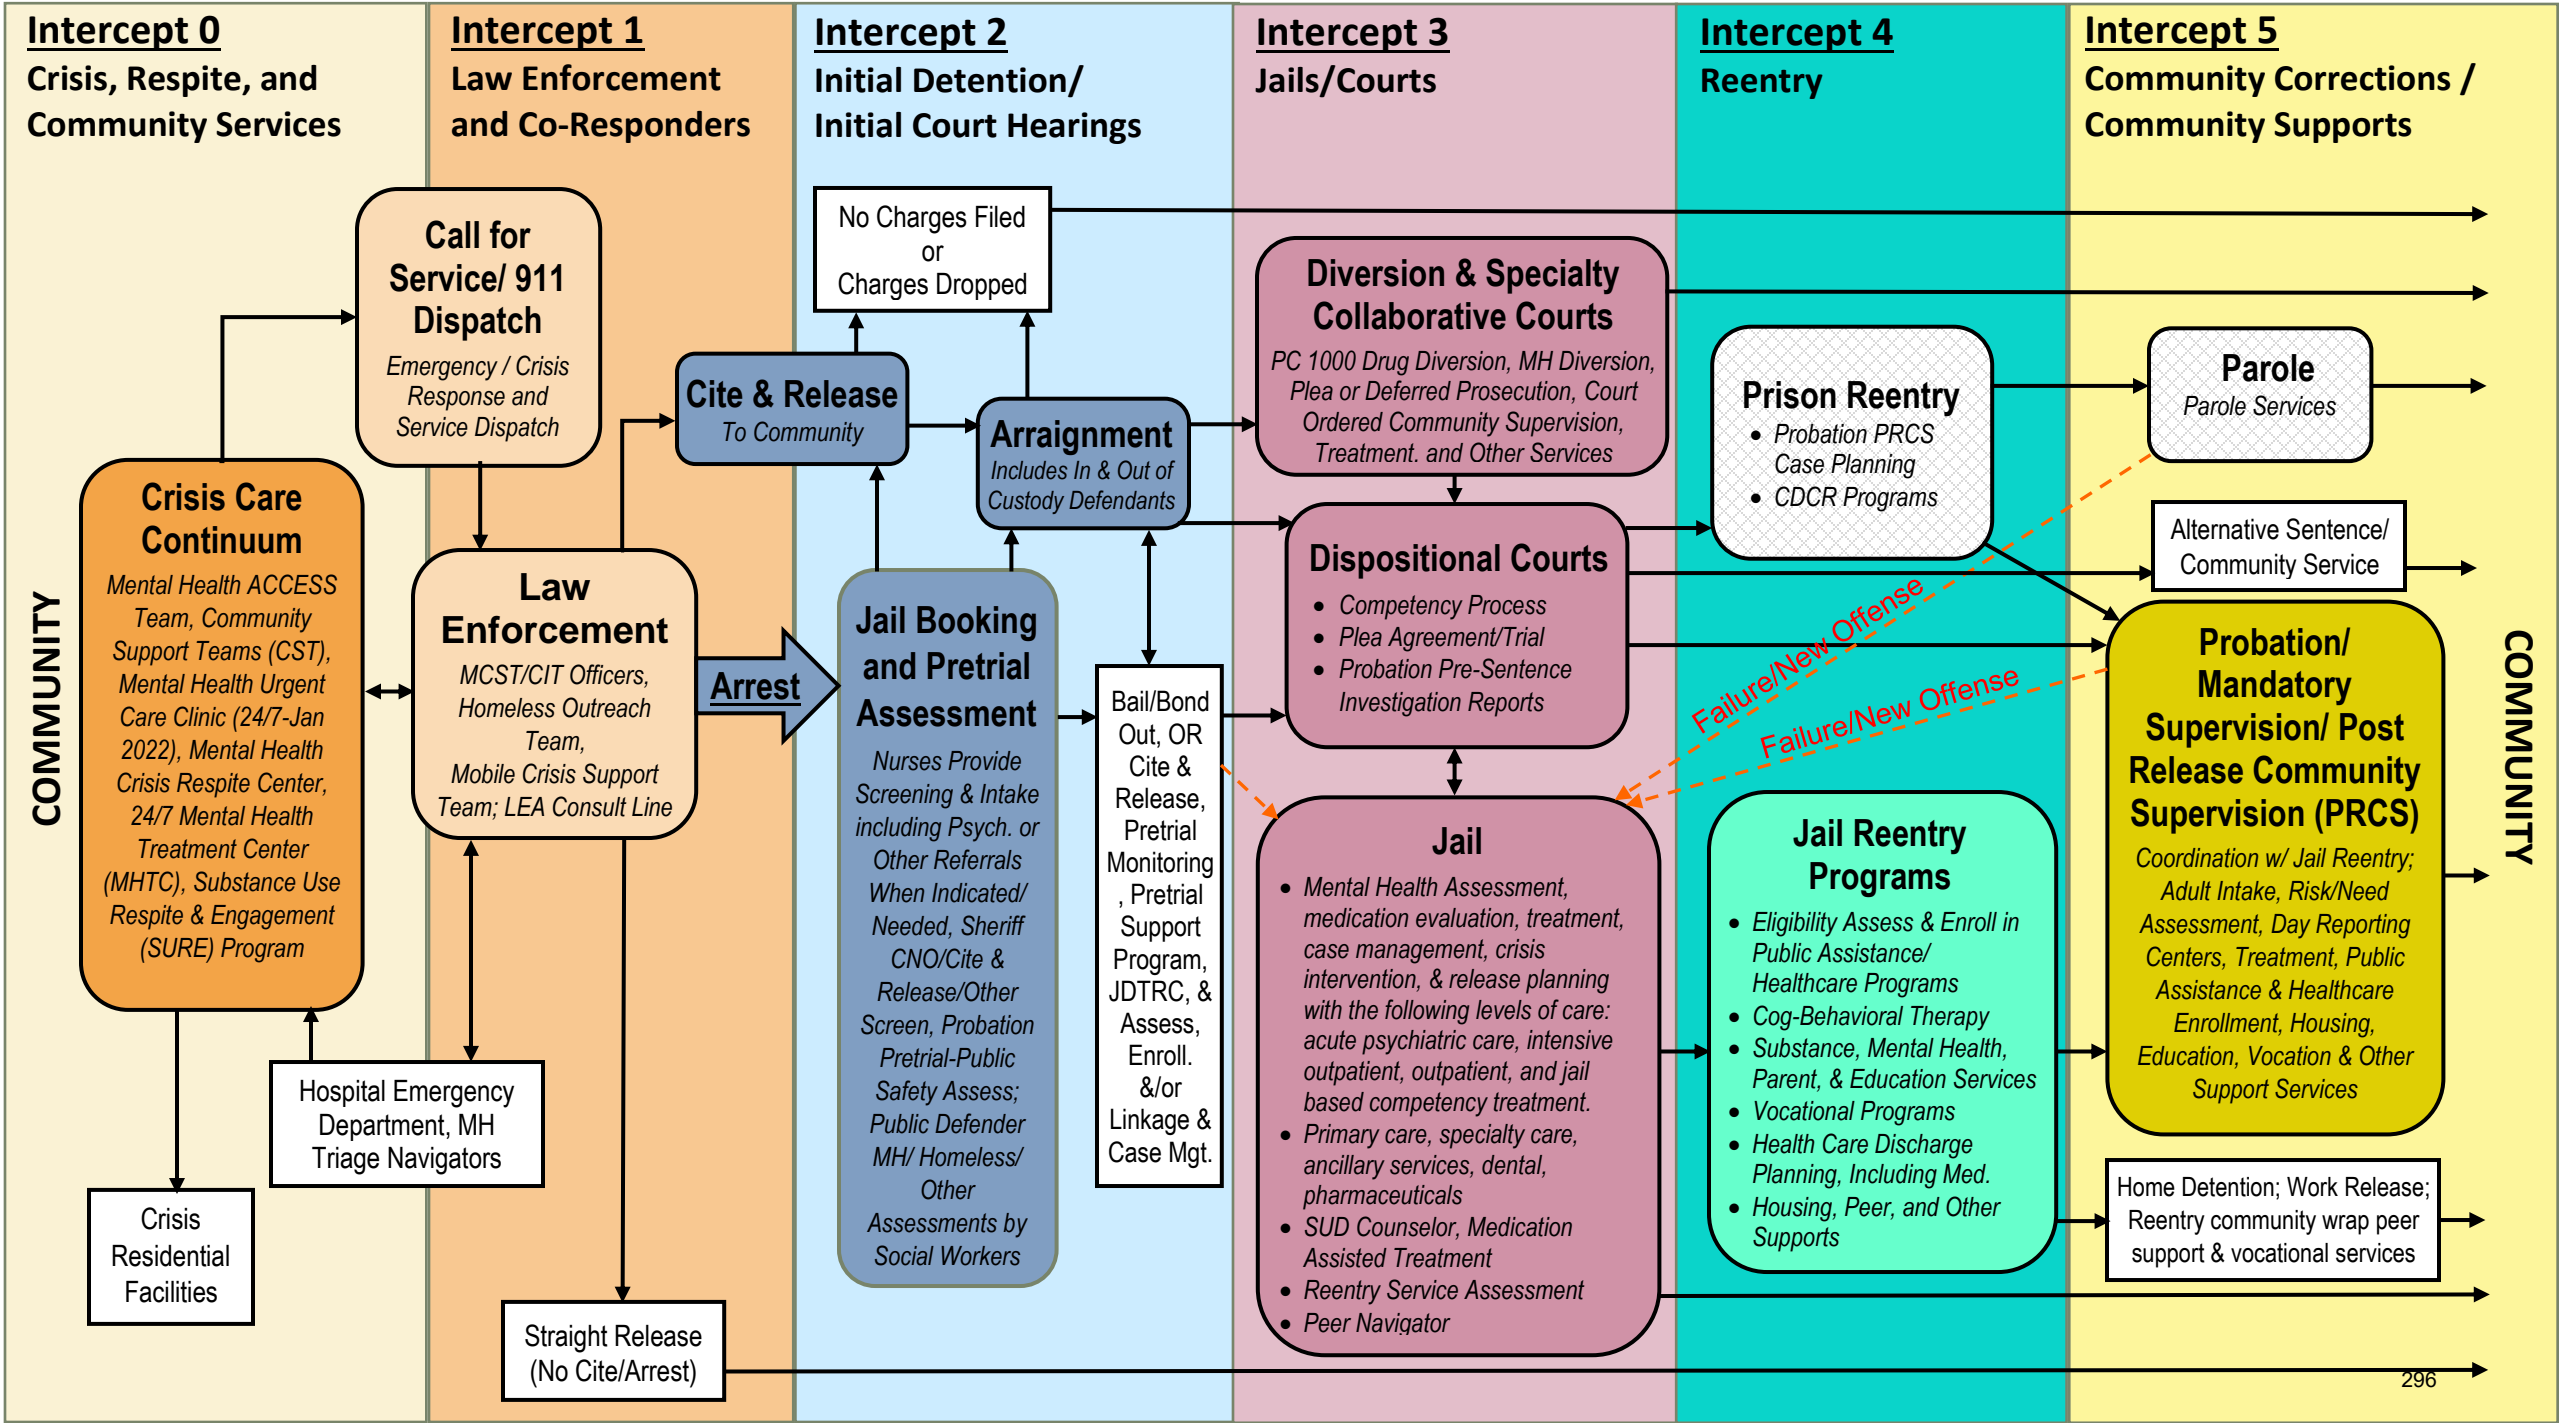 Intercept 0
Crisis, Respite, and
Community Services
Intercept 1
Law Enforcement
and Co-Responders
Intercept 2
Initial Detention/
Initial Court Hearings
Intercept 3
Jails/Courts
Intercept 4
Reentry
Intercept 5
Community Corrections /
Community Supports
COMMUNITY
Crisis Care
Continuum
Mental Health ACCESS
Team, Community
Support Teams (CST),
Mental Health Urgent
Care Clinic (24/7-Jan
2022), Mental Health
Crisis Respite Center,
24/7 Mental Health
Treatment Center
(MHTC), Substance Use
Respite & Engagement
(SURE) Program
Crisis
Residential
Facilities
Hospital Emergency
Department, MH
Triage Navigators
Call for
Service/ 911
Dispatch
Emergency / Crisis
Response and
Service Dispatch
Law
Enforcement
MCST/CIT Officers,
Homeless Outreach
Team,
Mobile Crisis Support
Team; LEA Consult Line
Arrest
Straight Release
(No Cite/Arrest)
Cite & Release
To Community
No Charges Filed
or
Charges Dropped
Arraignment
Includes In & Out of
Custody Defendants
Jail Booking
and Pretrial
Assessment
Nurses Provide
Screening & Intake
including Psych. or
Other Referrals
When Indicated/
Needed, Sheriff
CNO/Cite &
Release/Other
Screen, Probation
Pretrial-Public
Safety Assess;
Public Defender
MH/ Homeless/
Other
Assessments by
Social Workers
Bail/Bond
Out, OR
Cite &
Release,
Pretrial
Monitoring
, Pretrial
Support
Program,
JDTRC, &
Assess,
Enroll.
&/or
Linkage &
Case Mgt.
Diversion & Specialty
Collaborative Courts
PC 1000 Drug Diversion, MH Diversion,
Plea or Deferred Prosecution, Court
Ordered Community Supervision,
Treatment. and Other Services
Dispositional Courts
• Competency Process
• Plea Agreement/Trial
• Probation Pre-Sentence
Investigation Reports
Jail
• Mental Health Assessment,
medication evaluation, treatment,
case management, crisis
intervention, & release planning
with the following levels of care:
acute psychiatric care, intensive
outpatient, outpatient, and jail
based competency treatment.
• Primary care, specialty care,
ancillary services, dental,
pharmaceuticals
• SUD Counselor, Medication
Assisted Treatment
• Reentry Service Assessment
• Peer Navigator
Prison Reentry
• Probation PRCS
Case Planning
• CDCR Programs
Failure/New Offense
Failure/New Offense
Jail Reentry
Programs
• Eligibility Assess & Enroll in
Public Assistance/
Healthcare Programs
• Cog-Behavioral Therapy
• Substance, Mental Health,
Parent, & Education Services
• Vocational Programs
• Health Care Discharge
Planning, Including Med.
• Housing, Peer, and Other
Supports
Parole
Parole Services
Alternative Sentence/
Community Service
Probation/
Mandatory
Supervision/ Post
Release Community
Supervision (PRCS)
Coordination w/ Jail Reentry;
Adult Intake, Risk/Need
Assessment, Day Reporting
Centers, Treatment, Public
Assistance & Healthcare
Enrollment, Housing,
Education, Vocation & Other
Support Services
Home Detention; Work Release;
Reentry community wrap peer
support & vocational services
COMMUNITY
296